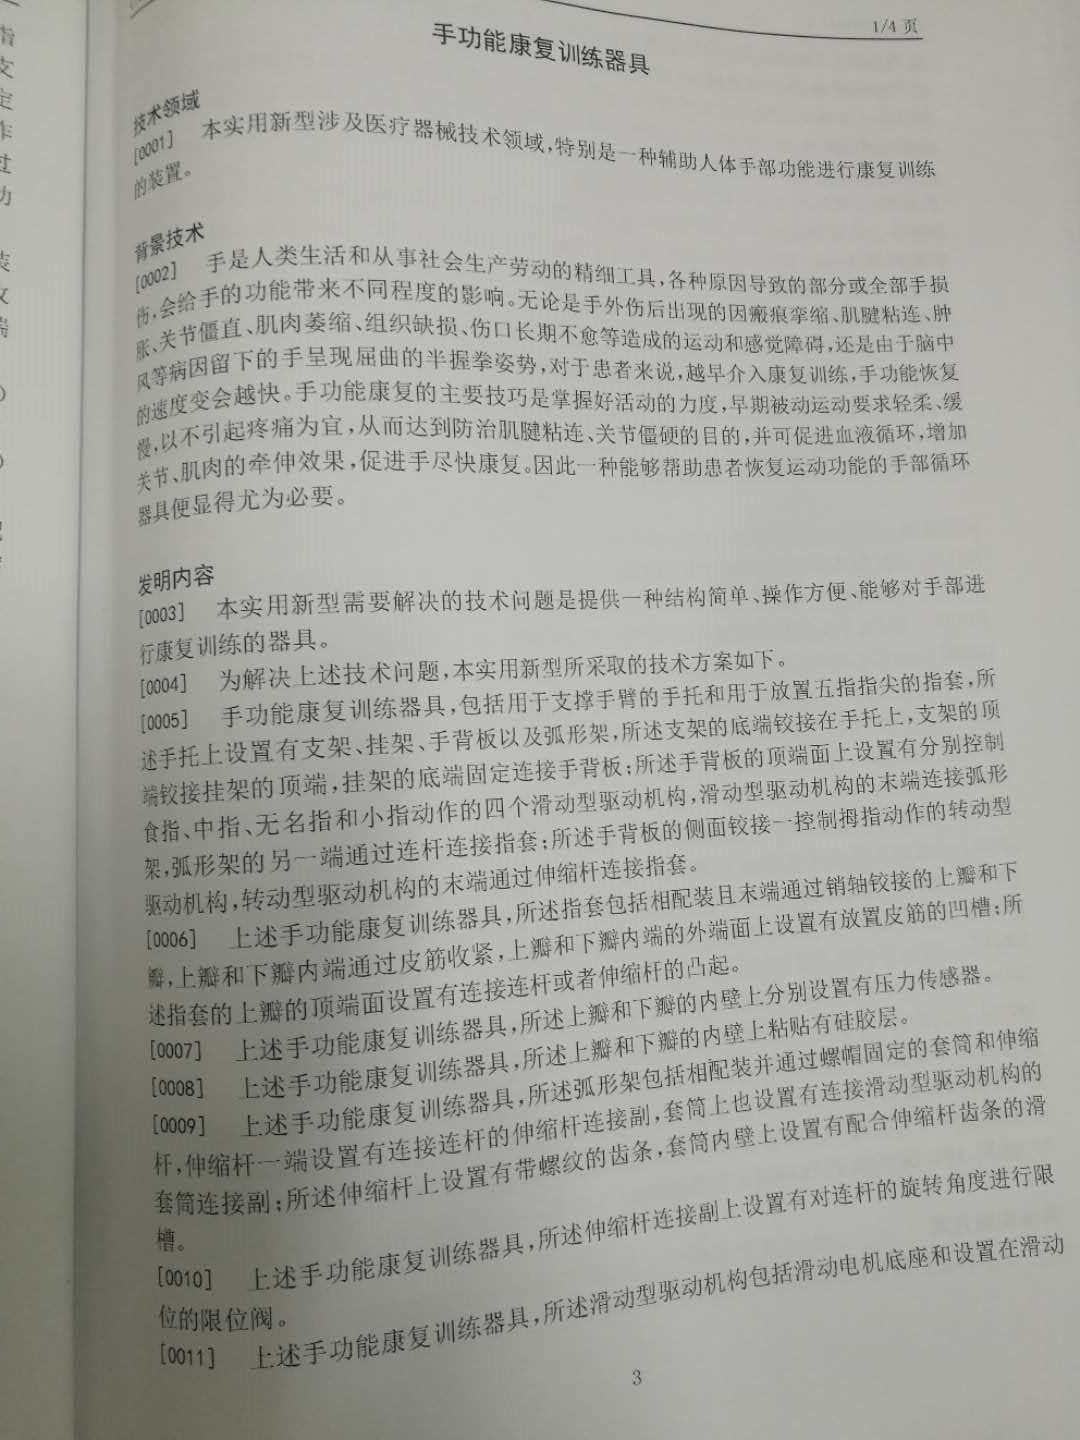 1/4 页
手功能康复训练器具
技术领域
[0001] 本实用新型涉及医疗器械技术领域,特别是一种辅助人体手部功能进行康复训练
的装置。
背景技术
[0002] 手是人类生活和从事社会生产劳动的精细工具,各种原因导致的部分或全部手损
伤,会给手的功能带来不同程度的影响。无论是手外伤后出现的因瘢痕挛缩、肌腱粘连、肿
胀、关节僵直、肌肉萎缩、组织缺损、伤口长期不愈等造成的运动和感觉障碍,还是由于脑中
风等病因留下的手呈现屈曲的半握拳姿势,对于患者来说,越早介入康复训练,手功能恢复
的速度变会越快。手功能康复的主要技巧是掌握好活动的力度,早期被动运动要求轻柔、缓
慢,以不引起疼痛为宜,从而达到防治肌腱粘连、关节僵硬的目的,并可促进血液循环,增加
关节、肌肉的牵伸效果,促进手尽快康复。因此一种能够帮助患者恢复运动功能的手部循环
器具便显得尤为必要。
发明内容
[0003] 本实用新型需要解决的技术问题是提供一种结构简单、操作方便、能够对手部进
行康复训练的器具。
[0004] 为解决上述技术问题,本实用新型所采取的技术方案如下。
[0005] 手功能康复训练器具,包括用于支撑手臂的手托和用于放置五指指尖的指套,所
述手托上设置有支架、挂架、手背板以及弧形架,所述支架的底端铰接在手托上,支架的顶
端铰接挂架的顶端,挂架的底端固定连接手背板;所述手背板的顶端面上设置有分别控制
食指、中指、无名指和小指动作的四个滑动型驱动机构,滑动型驱动机构的末端连接弧形
架,弧形架的另一端通过连杆连接指套;所述手背板的侧面铰接一控制拇指动作的转动型
驱动机构,转动型驱动机构的末端通过伸缩杆连接指套。
[0006] 上述手功能康复训练器具,所述指套包括相配装且末端通过销轴铰接的上瓣和下
瓣,上瓣和下瓣内端通过皮筋收紧,上瓣和下瓣内端的外端面上设置有放置皮筋的凹槽;所
述指套的上瓣的顶端面设置有连接连杆或者伸缩杆的凸起。
[0007] 上述手功能康复训练器具,所述上瓣和下瓣的内壁上分别设置有压力传感器。
[0008] 上述手功能康复训练器具,所述上瓣和下瓣的内壁上粘贴有硅胶层。
[0009] 上述手功能康复训练器具,所述弧形架包括相配装并通过螺帽固定的套筒和伸缩
杆,伸缩杆一端设置有连接连杆的伸缩杆连接副,套筒上也设置有连接滑动型驱动机构的
套筒连接副;所述伸缩杆上设置有带螺纹的齿条,套筒内壁上设置有配合伸缩杆齿条的滑
槽。
[0010] 上述手功能康复训练器具,所述伸缩杆连接副上设置有对连杆的旋转角度进行限
位的限位阀。
[0011] 上述手功能康复训练器具,所述滑动型驱动机构包括滑动电机底座和设置在滑动
3